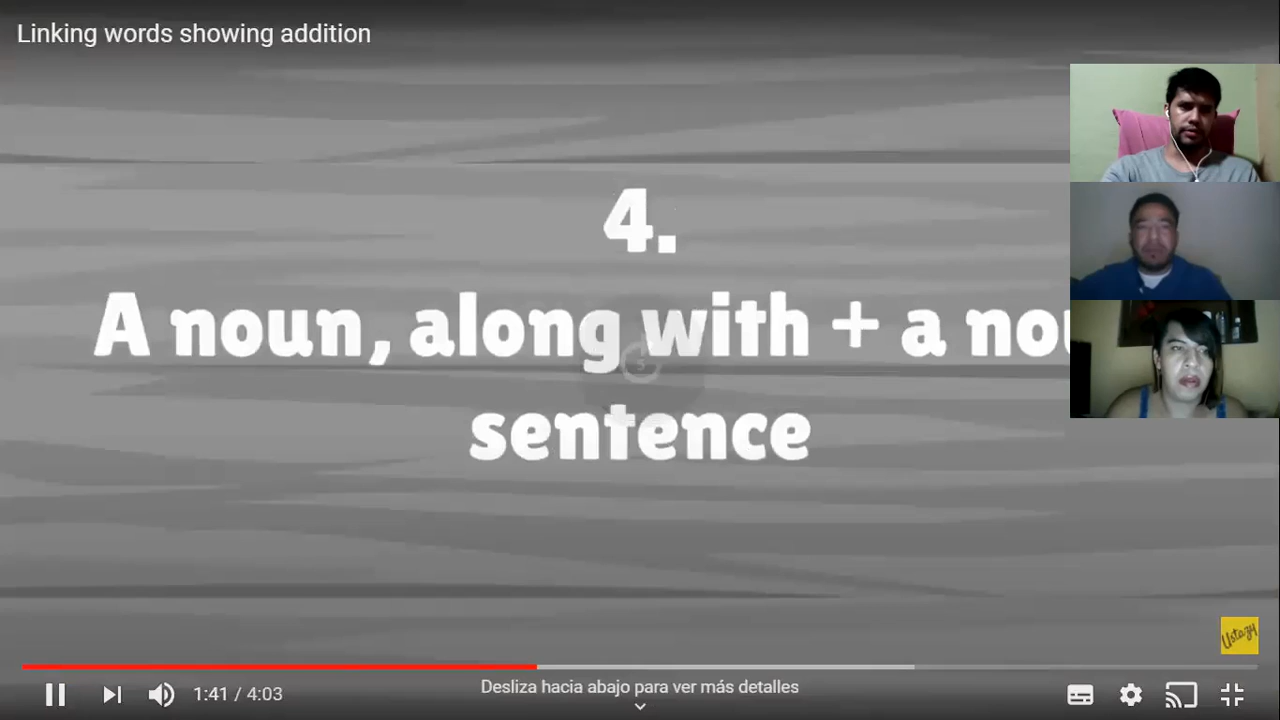 Linking words showing addition
4.
A noun, along with + a
sentence
Ustazy
1:41 / 4:03
Desliza hacia abajo para ver más detalles